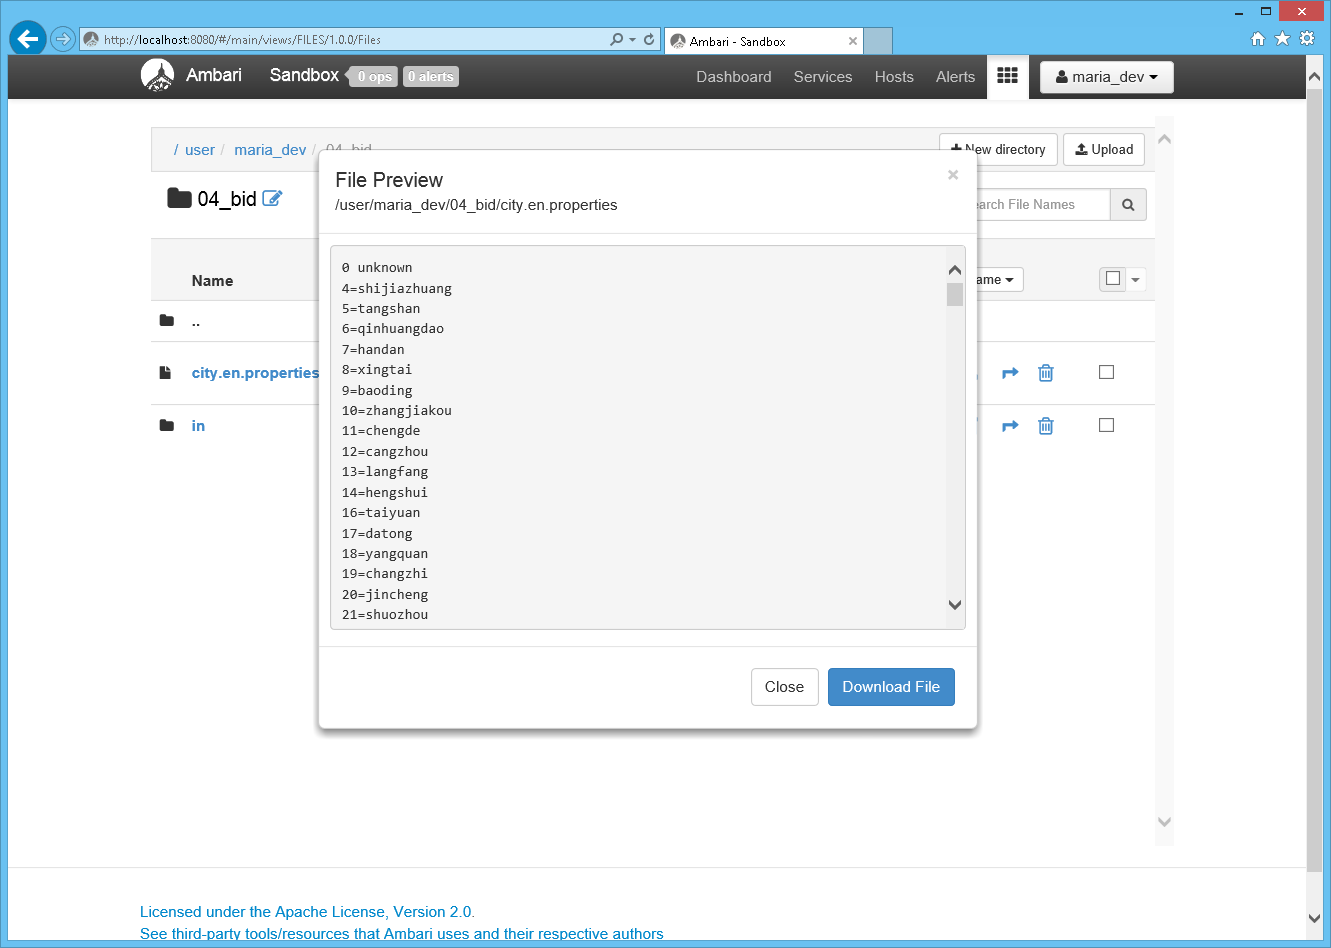 http://localhost:8080/#/main/views/FILES/1.0.0/Files
Ambari - Sandbox
Ambari Sandbox 0 ops 0 alerts Dashboard Services Hosts Alerts maria_dev
/ user / maria_dev / 04_bid
New directory Upload
04_bid
earch File Names
Name
ame
..
city.en.properties
in
File Preview
/user/maria_dev/04_bid/city.en.properties
0 unknown
4=shijiazhuang
5=tangshan
6=qinhuangdao
7=handan
8=xingtai
9=baoding
10=zhangjiakou
11=chengde
12=cangzhou
13=langfang
14=hengshui
16=taiyuan
17=datong
18=yangquan
19=changzhi
20=jincheng
21=shuozhou
Close Download File
Licensed under the Apache License, Version 2.0.
See third-party tools/resources that Ambari uses and their respective authors